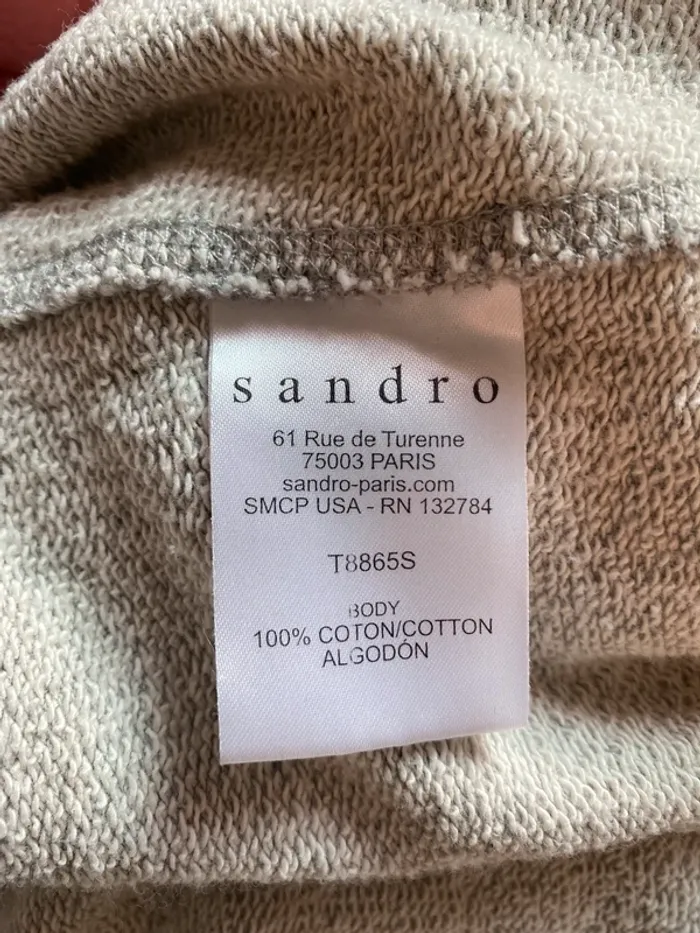 sandro
61 Rue de Turenne
75003 PARIS
sandro-paris.com
SMCP USA - RN 132784
T8865S
BODY
100% COTON/COTTON
ALGODÓN